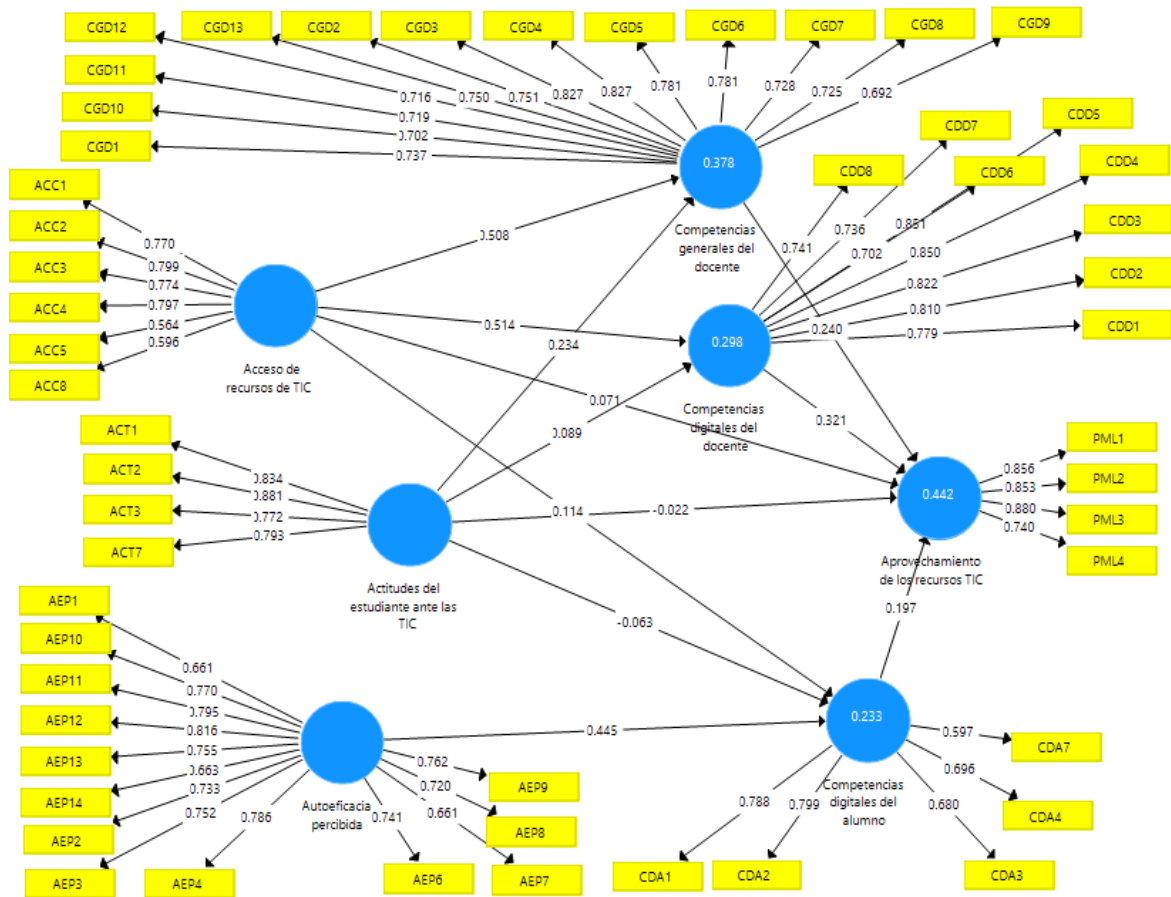 CGD12
CGD13
CGD2
CGD3
CGD4
CGD5
CGD6
CGD7
CGD8
CGD9
CGD11
CGD10
CGD1
0.716
0.750
0.751
0.827
0.827
0.781
0.781
0.728
0.725
0.692
0.719
0.702
0.737
0.378
Competencias
generales del
docente
ACC1
ACC2
ACC3
ACC4
ACC5
ACC8
0.770
0.799
0.774
0.797
0.564
0.596
Acceso de
recursos de TIC
0.508
0.514
0.234
0.071
0.089
0.114
CDD8
CDD7
CDD6
CDD5
CDD4
CDD3
CDD2
CDD1
0.741
0.736
0.702
0.851
0.850
0.822
0.810
0.779
0.298
Competencias
digitales del
docente
0.240
0.321
ACT1
ACT2
ACT3
ACT7
0.834
0.881
0.772
0.793
Actitudes del
estudiante ante las
TIC
-0.022
-0.063
0.442
Aprovechamiento
de los recursos TIC
0.856
0.853
0.880
0.740
PML1
PML2
PML3
PML4
0.197
AEP1
AEP10
AEP11
AEP12
AEP13
AEP14
AEP2
AEP3
AEP4
AEP6
AEP7
AEP8
AEP9
0.661
0.770
0.795
0.816
0.755
0.663
0.733
0.752
0.786
0.741
0.661
0.720
0.762
Autoeficacia
percibida
0.445
0.233
Competencias
digitales del
alumno
0.788
0.799
0.680
0.696
0.597
CDA1
CDA2
CDA3
CDA4
CDA7